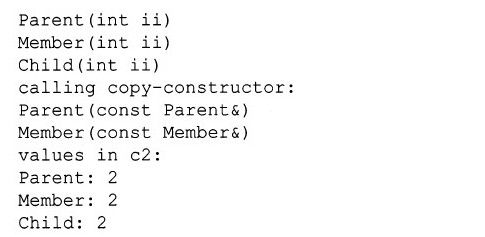 Parent(int ii)
Member(int ii)
Child(int ii)
calling copy-constructor:
Parent(const Parent&)
Member(const Member&)
values in c2:
Parent: 2
Member: 2
Child: 2